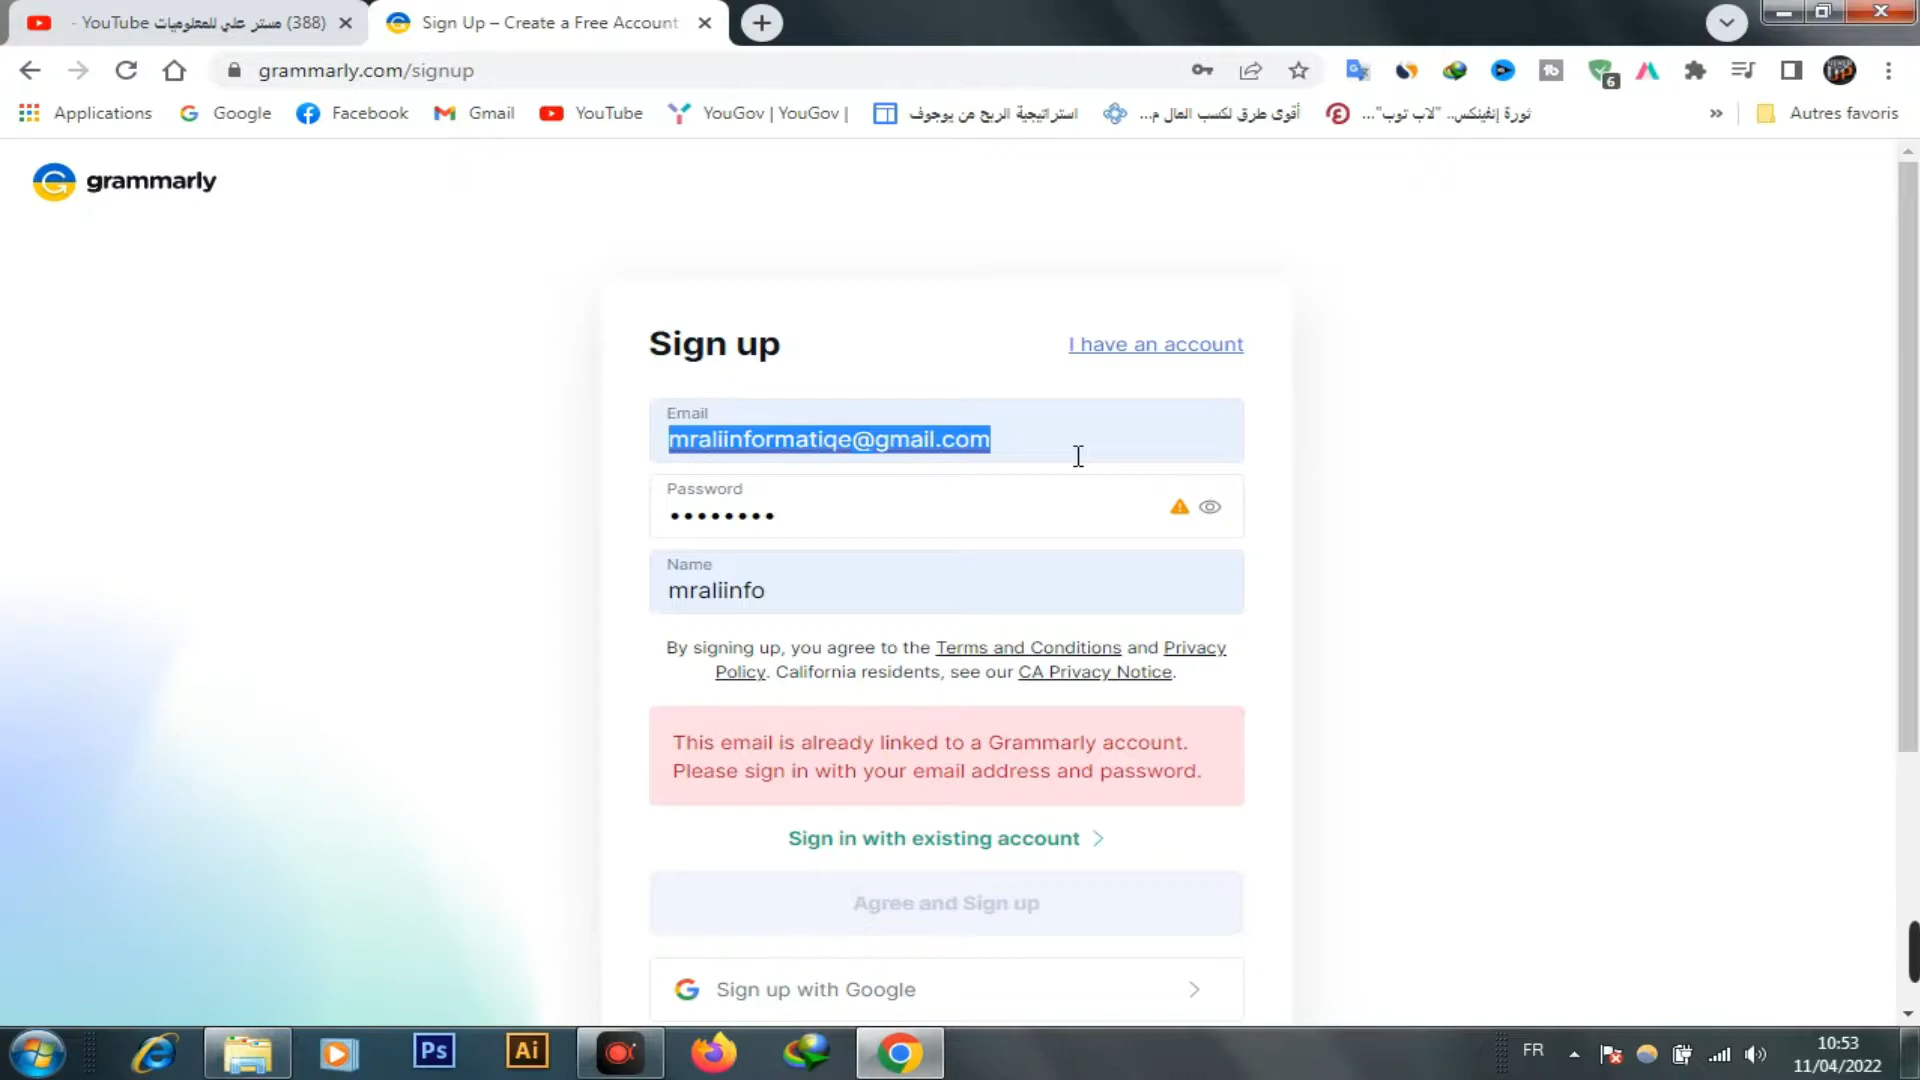 YouTube مستر علي للمعلوميات (388) -
Sign Up – Create a Free Account
grammarly.com/signup
6
Applications
Google
Facebook
Gmail
YouTube
YouGov | YouGov |
استراتيجية الربح من يوجوف
أقوى طرق لكسب المال م...
ثورة إنفينكس.. "لاب توب"...
»
Autres favoris
grammarly
Sign up
I have an account
Email
mraliinformatiqe@gmail.com
Password
••••••••
Name
mraliinfo
By signing up, you agree to the Terms and Conditions and Privacy
Policy. California residents, see our CA Privacy Notice.
This email is already linked to a Grammarly account.
Please sign in with your email address and password.
Sign in with existing account
Agree and Sign up
Sign up with Google
Ps
Ai
FR
10:53
11/04/2022